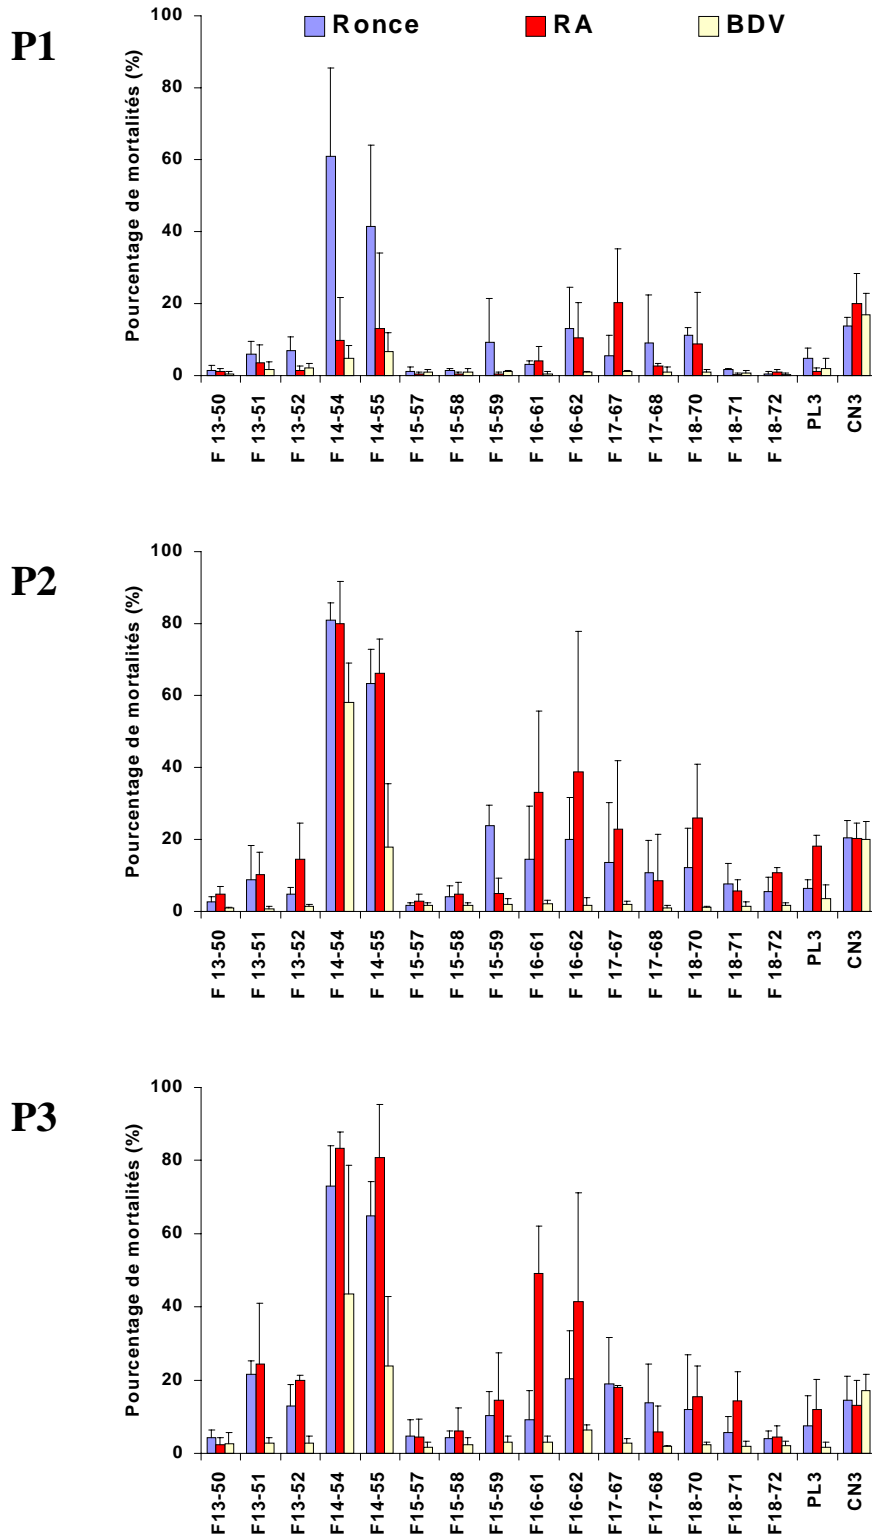 P1
Pourcentage de mortalités (%)
Ronce RA BDV
100
80
60
40
20
0
F 13-50 F 13-51 F 13-52 F 14-54 F 14-55 F 15-57 F 15-58 F 15-59 F 16-61 F 16-62 F 17-67 F 17-68 F 18-70 F 18-71 F 18-72 PL3 CN3
P2
Pourcentage de mortalités (%)
100
80
60
40
20
0
F 13-50 F 13-51 F 13-52 F 14-54 F 14-55 F 15-57 F 15-58 F 15-59 F 16-61 F 16-62 F 17-67 F 17-68 F 18-70 F 18-71 F 18-72 PL3 CN3
P3
Pourcentage de mortalités (%)
100
80
60
40
20
0
F13-50 F13-51 F13-52 F14-54 F14-55 F15-57 F15-58 F15-59 F16-61 F16-62 F17-67 F17-68 F18-70 F18-71 F18-72 PL3 CN3